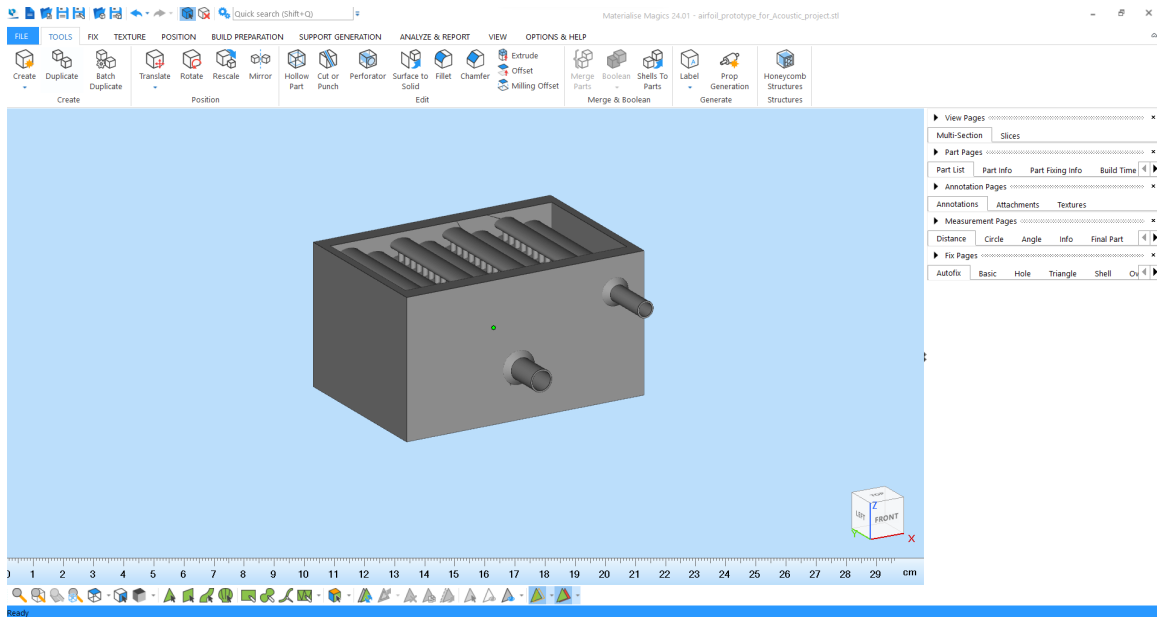 Quick search (Shift+Q)
Materialise Magics 24.01 - airfoil_prototype_for_Acoustic_project.stl
FILE TOOLS FIX TEXTURE POSITION BUILD PREPARATION SUPPORT GENERATION ANALYZE & REPORT VIEW OPTIONS & HELP
Create Duplicate Batch Duplicate
Create
Translate Rotate Rescale Mirror
Position
Hollow Part Cut or Punch Perforator Surface to Solid Fillet Chamfer
Extrude
Offset
Milling Offset
Edit
Merge Parts Boolean Shells To Parts
Merge & Boolean
Label Prop Generation
Generate
Honeycomb Structures
Structures
View Pages
Multi-Section Slices
Part Pages
Part List Part Info Part Fixing Info Build Time
Annotation Pages
Annotations Attachments Textures
Measurement Pages
Distance Circle Angle Info Final Part
Fix Pages
Autofix Basic Hole Triangle Shell Ov
TOP
LEFT FRONT
Z
Y
X
1 2 3 4 5 6 7 8 9 10 11 12 13 14 15 16 17 18 19 20 21 22 23 24 25 26 27 28 29 cm
Ready